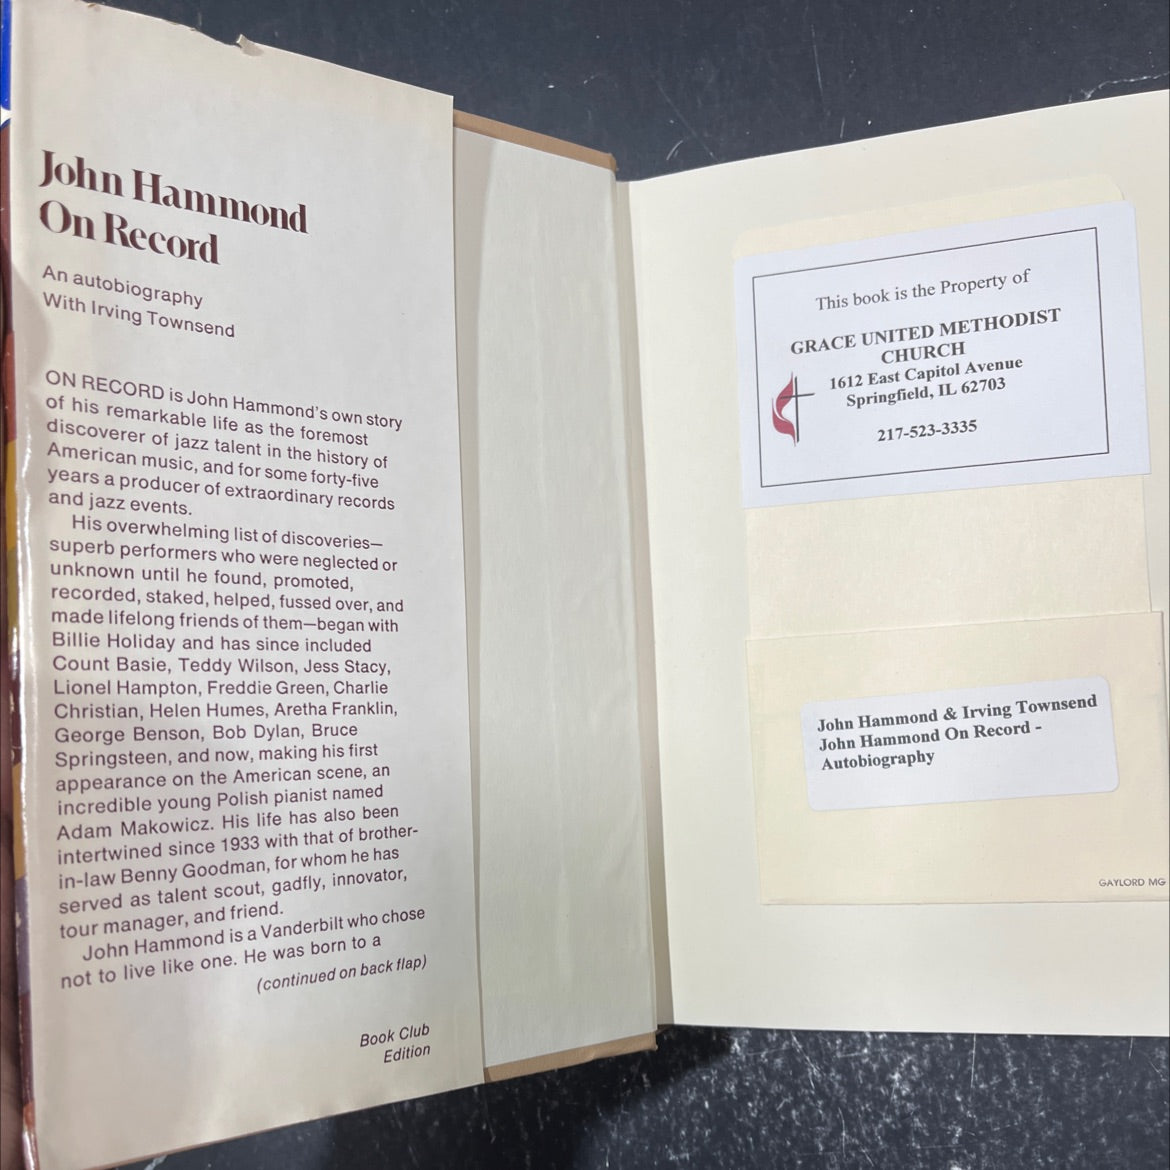 John Hammond
On Record
An autobiography
With Irving Townsend
ON RECORD is John Hammond's own story
of his remarkable life as the foremost
discoverer of jazz talent in the history of
American music, and for some forty-five
years a producer of extraordinary records
and jazz events.
His overwhelming list of discoveries—
superb performers who were neglected or
unknown until he found, promoted,
recorded, staked, helped, fussed over, and
made lifelong friends of them—began with
Billie Holiday and has since included
Count Basie, Teddy Wilson, Jess Stacy,
Lionel Hampton, Freddie Green, Charlie
Christian, Helen Humes, Aretha Franklin,
George Benson, Bob Dylan, Bruce
Springsteen, and now, making his first
appearance on the American scene, an
incredible young Polish pianist named
Adam Makowicz. His life has also been
intertwined since 1933 with that of brother-
in-law Benny Goodman, for whom he has
served as talent scout, gadfly, innovator,
tour manager, and friend.
John Hammond is a Vanderbilt who chose
not to live like one. He was born to a
(continued on back flap)
Book Club
Edition
This book is the Property of
GRACE UNITED METHODIST
CHURCH
1612 East Capitol Avenue
Springfield, IL 62703
217-523-3335
John Hammond & Irving Townsend
John Hammond On Record -
Autobiography
GAYLORD MG